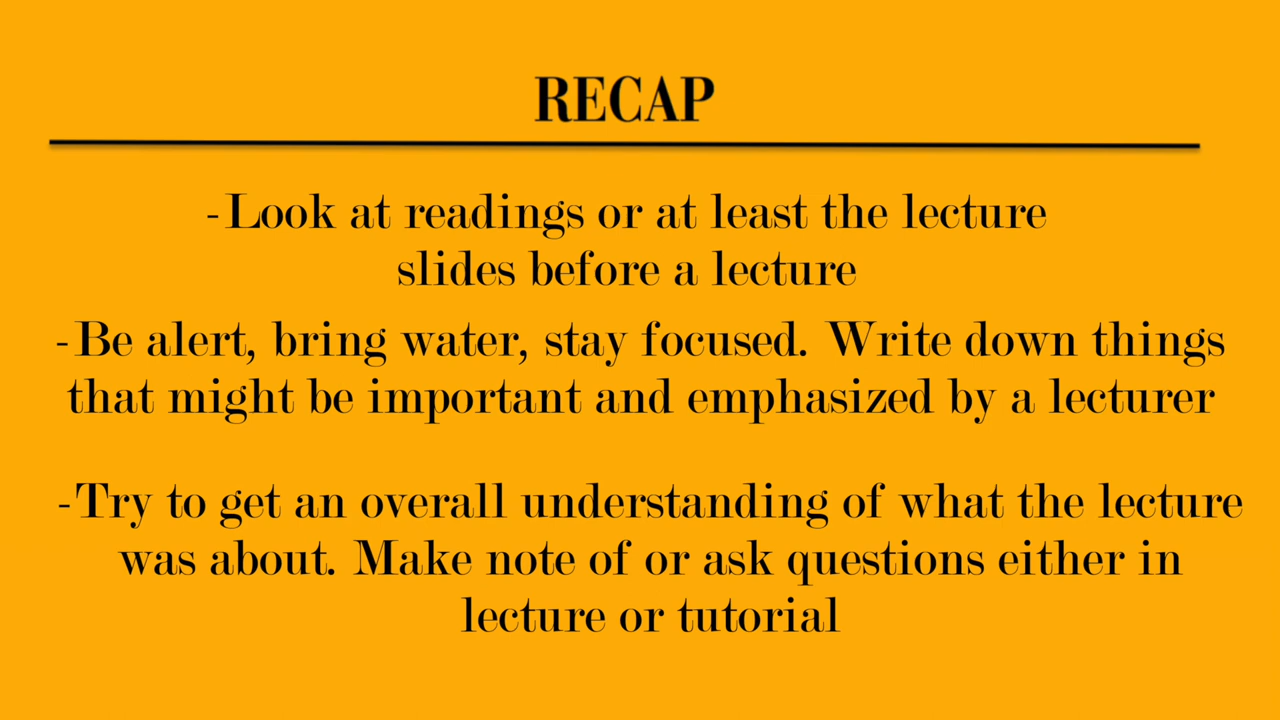 RECAP
-Look at readings or at least the lecture
slides before a lecture
-Be alert, bring water, stay focused. Write down things
that might be important and emphasized by a lecturer
-Try to get an overall understanding of what the lecture
was about. Make note of or ask questions either in
lecture or tutorial